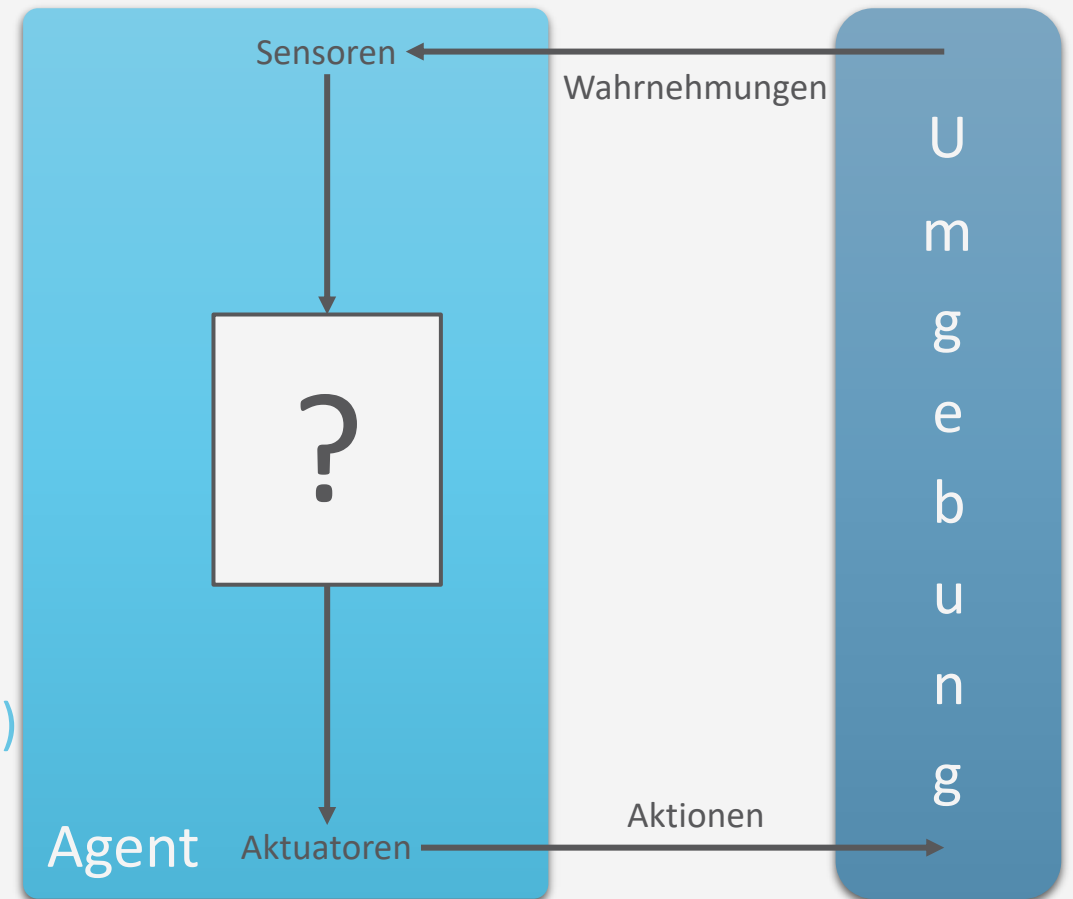 Sensoren
Wahrnehmungen
U
m
g
e
b
u
n
g
?
)
Aktionen
Agent
Aktuatoren